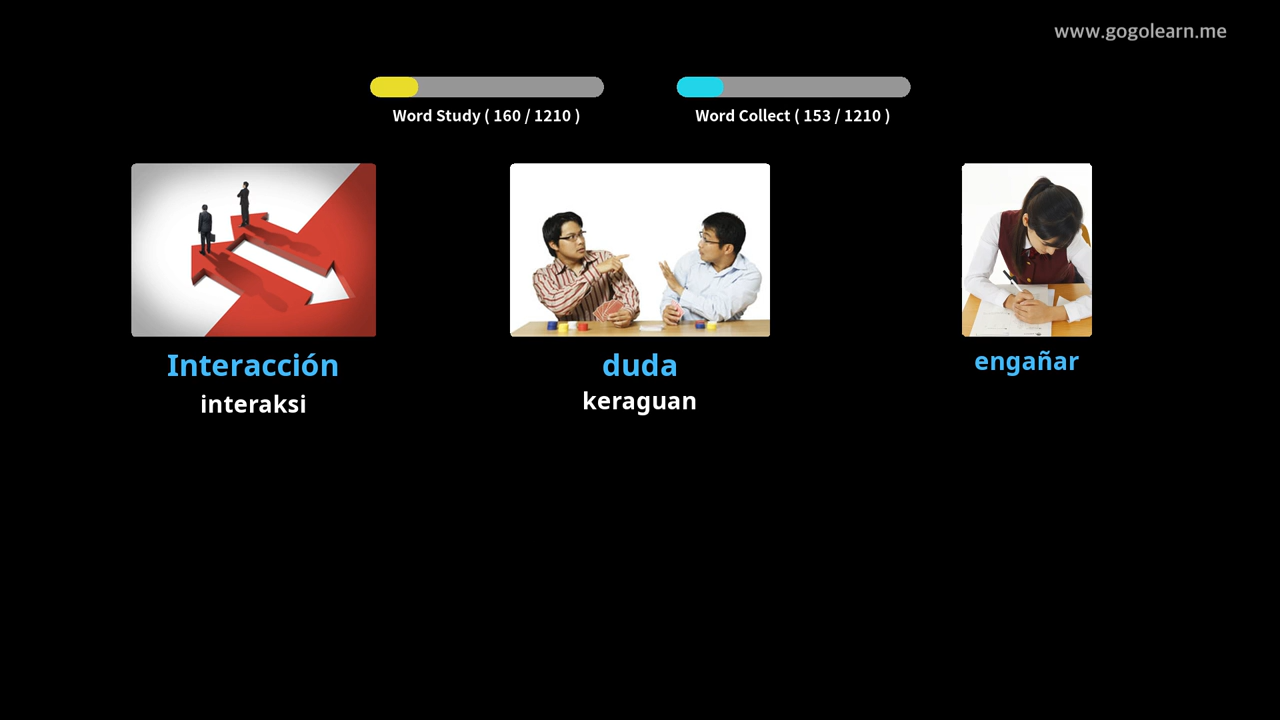 www.gogolearn.me
Word Study ( 160 / 1210 )
Word Collect ( 153 / 1210 )
Interacción
interaksi
duda
keraguan
engañar